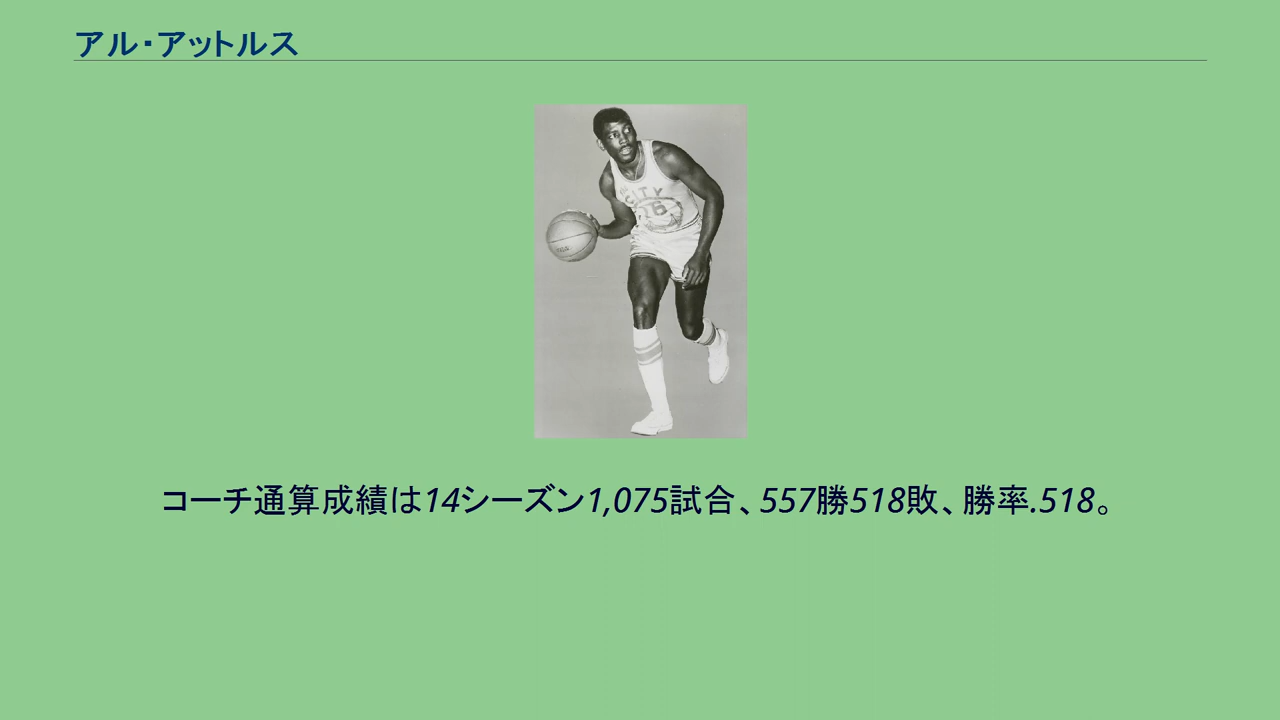 アル・アットルス
CITY
コーチ通算成績は14シーズン1,075試合、557勝518敗、勝率.518。